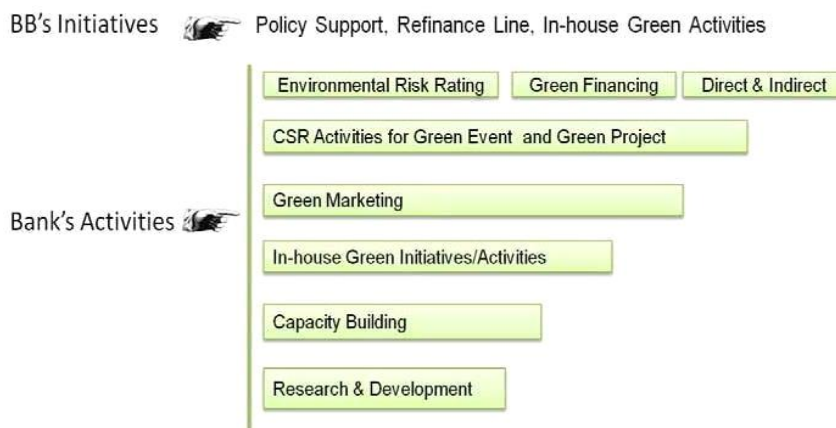 BB's Initiatives Policy Support, Refinance Line, In-house Green Activities
Environmental Risk Rating Green Financing Direct & Indirect
CSR Activities for Green Event and Green Project
Green Marketing
Bank's Activities
In-house Green Initiatives/Activities
Capacity Building
Research & Development